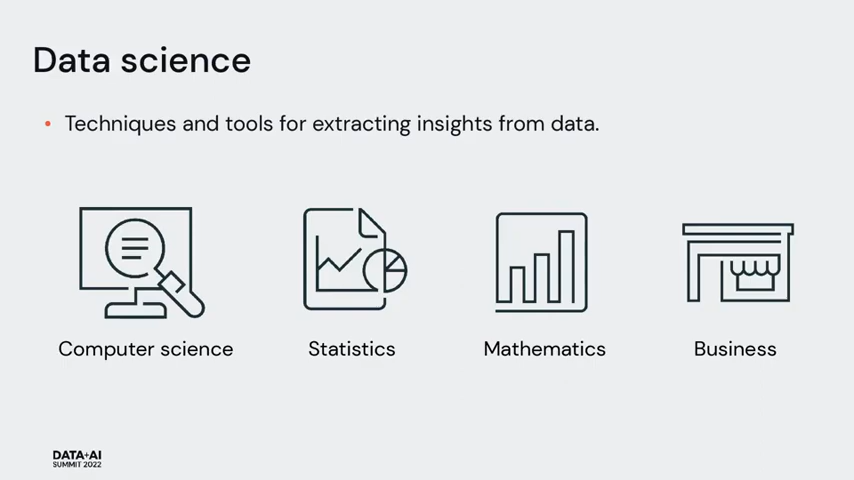 Data science
• Techniques and tools for extracting insights from data.
Computer science
Statistics
Mathematics
Business
DATA+AI
SUMMIT 2022